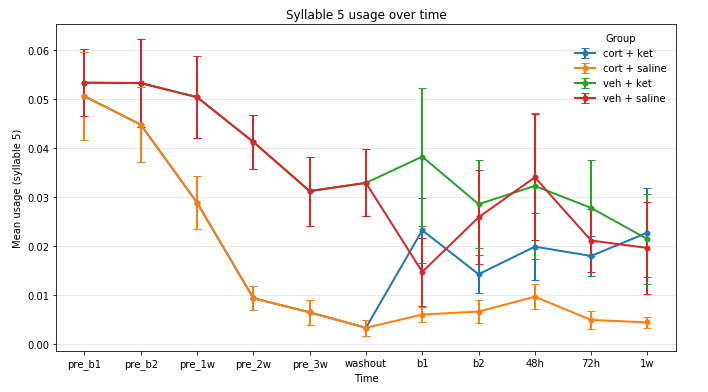 Syllable 5 usage over time
Mean usage (syllable 5)
0.06
0.05
0.04
0.03
0.02
0.01
0.00
Group
cort + ket
cort + saline
veh + ket
veh + saline
pre_b1 pre_b2 pre_1w pre_2w pre_3w washout b1 b2 48h 72h 1w
Time